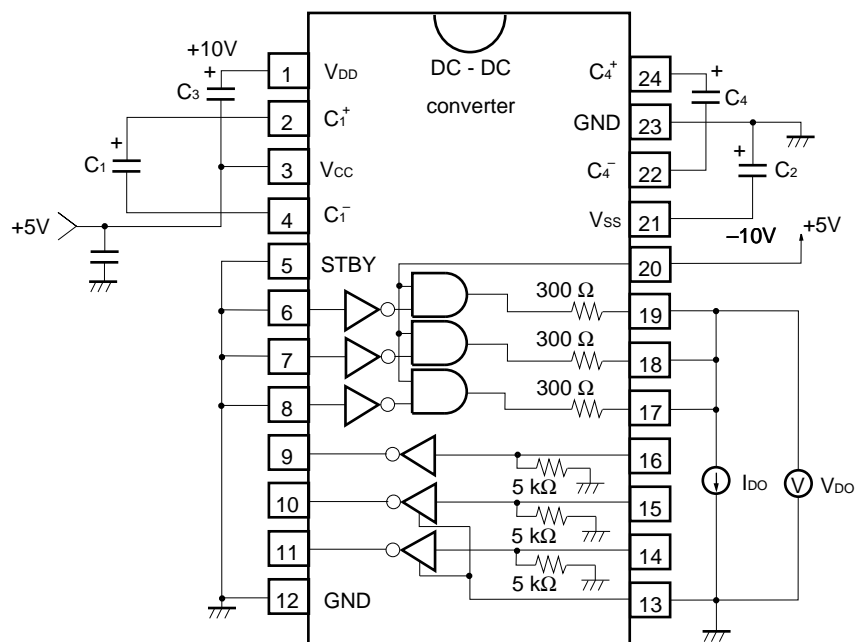 +10V
+
C3
1
VDD
DC - DC
converter
C4+
24
+
C4
2
C1+
GND
23
+
C1
3
VCC
C4−
22
+
C2
+5V
4
C1−
VSS
21
−10V
+5V
5
STBY
20
6
300 Ω
19
7
300 Ω
18
8
300 Ω
17
9
16
5 kΩ
IDO
V
VDO
10
15
5 kΩ
11
14
5 kΩ
12
GND
13